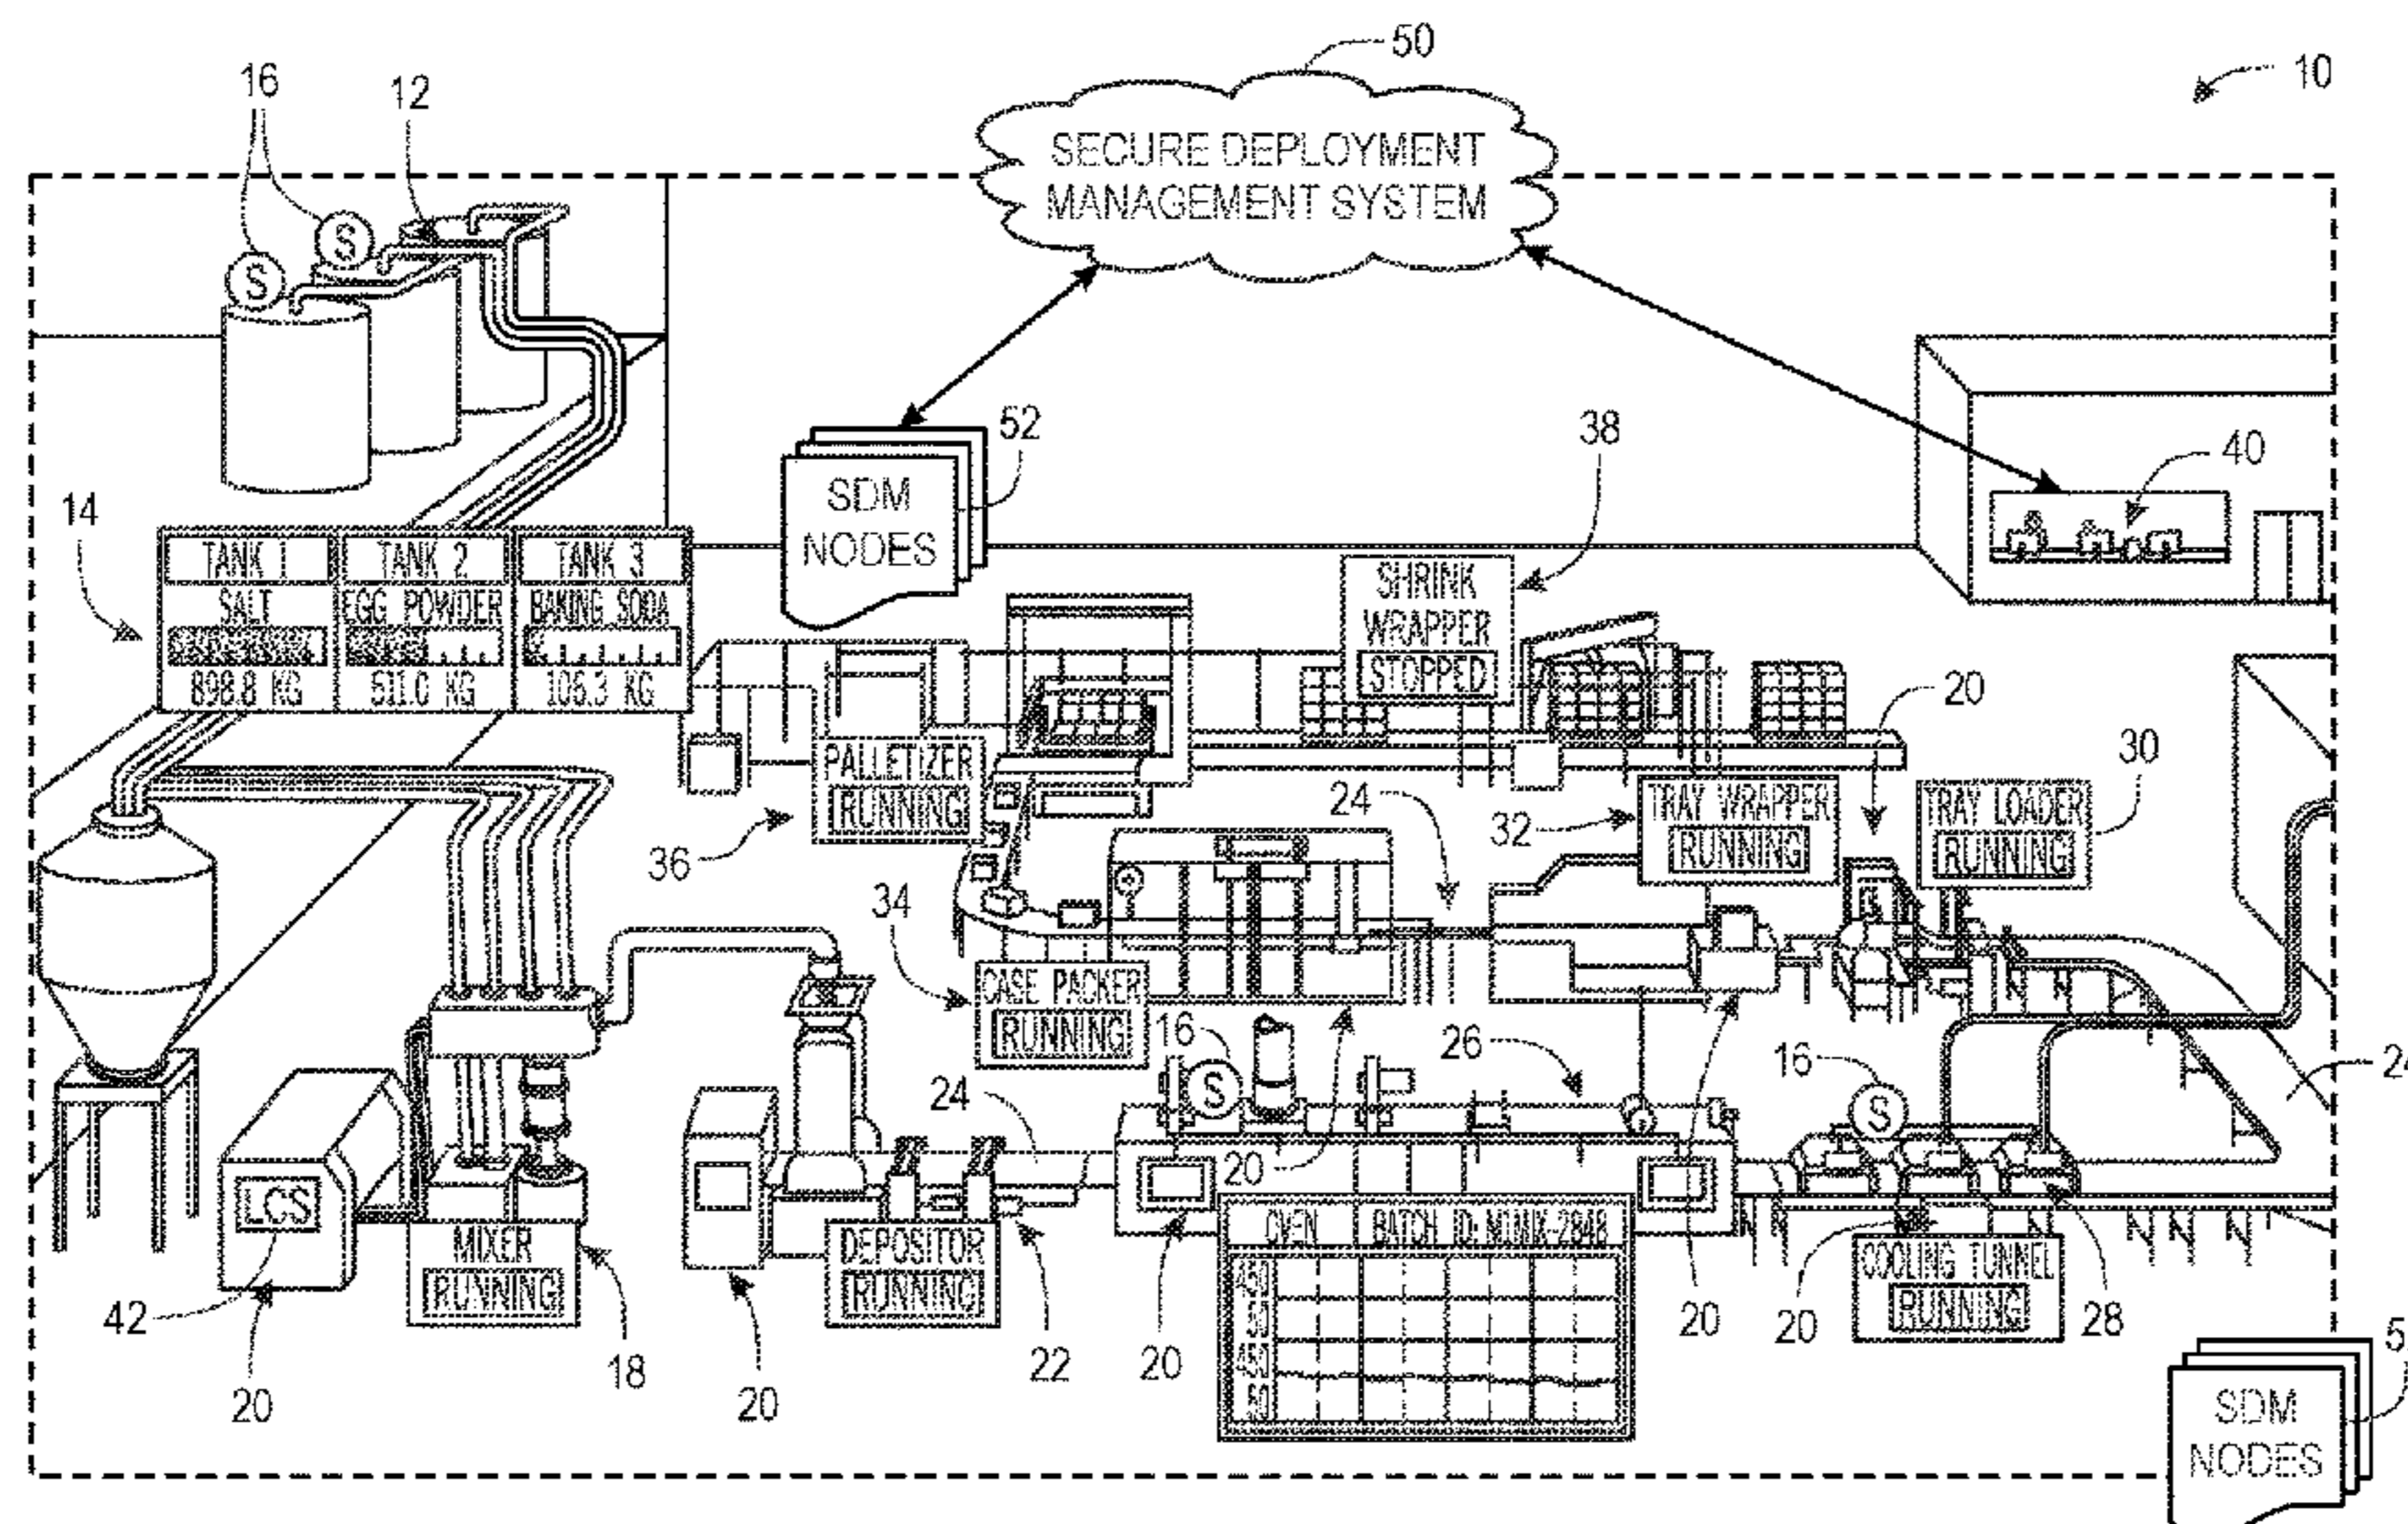 50
10
16
12
SECURE DEPLOYMENT
MANAGEMENT SYSTEM
S
S
52
38
40
SDM
NODES
14
TANK 1
SALT
898.8 KG
TANK 2
EGG POWDER
511.0 KG
TANK 3
BAKING SODA
106.3 KG
SHRINK
WRAPPER
STOPPED
20
30
PALLETIZER
RUNNING
36
24
32
TRAY WRAPPER
RUNNING
TRAY LOADER
RUNNING
34
CASE PACKER
RUNNING
16
S
26
16
S
24
24
20
LCS
42
20
MIXER
RUNNING
18
20
DEPOSITOR
RUNNING
22
20
OVEN
BATCH ID:
20
20
COOLING TUNNEL
RUNNING
28
SDM
NODES